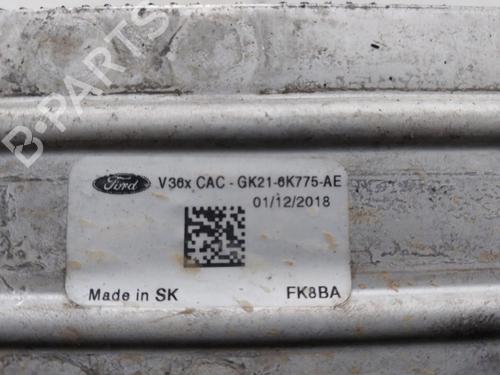 B-PARTS
Ford V36x CAC - GK21-6K775-AE
01/12/2018
Made in SK FK8BA